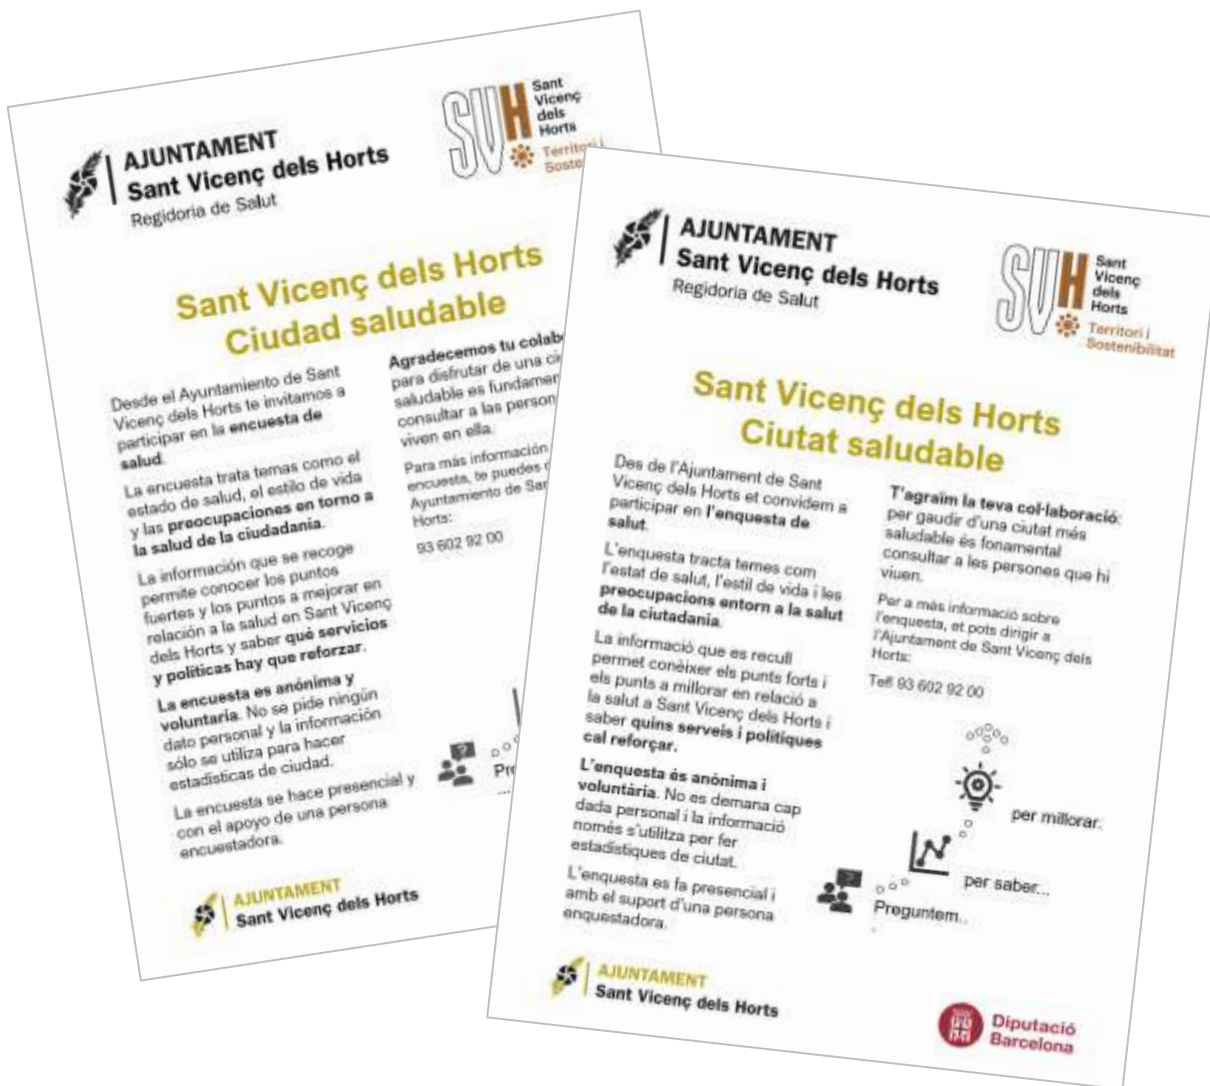 AJUNTAMENT
Sant Vicenç dels Horts
Regidoria de Salut
SVH
Sant
Vicenç
dels
Horts
Territori i
Sant Vicenç dels Horts
Ciudad saludable
Desde el Ayuntamiento de Sant
Vicenç dels Horts te invitamos a
participar en la encuesta de
salud.
La encuesta trata temas como el
estado de salud, el estilo de vida
y las preocupaciones en torno a
la salud de la ciudadania.
La información que se recoge
permite conocer los puntos
fuertes y los puntos a mejorar en
relación a la salud en Sant Vicenç
dels Horts y saber qué servicios
y políticas hay que reforzar.
La encuesta es anónima y
voluntaria. No se pide ningún
dato personal y la información
sólo se utiliza para hacer
estadísticas de ciudad.
La encuesta se hace presencial y
con el apoyo de una persona
encuestadora.
Agradecemos tu
para disfrutar de una
saludable es
consultar a las
viven en ella.
Para más información
encuesta, te puedes
Ayuntamiento de
Horts:
93 602 92 00
?
...
AJUNTAMENT
Sant Vicenç dels Horts
AJUNTAMENT
Sant Vicenç dels Horts
Regidoria de Salut
SVH
Sant
Vicenç
dels
Horts
Territori i
Sostenibilitat
Sant Vicenç dels Horts
Ciutat saludable
Des de l'Ajuntament de Sant
Vicenç dels Horts et convidem a
participar en l'enquesta de
salut.
L'enquesta tracta temes com
l'estat de salut, l'estil de vida i les
preocupacions entorn a la salut
de la ciutadania.
La informació que es recull
permet conèixer els punts forts i
els punts a millorar en relació a
la salut a Sant Vicenç dels Horts i
saber quins serveis i polítiques
cal reforçar.
L'enquesta és anònima i
voluntària. No es demana cap
dada personal i la informació
només s'utilitza per fer
estadístiques de ciutat.
L'enquesta es fa presencial i
amb el suport d'una persona
enquestadora.
T'agraïm la teva col·laboració:
per gaudir d'una ciutat més
saludable és fonamental
consultar a les persones que hi
viuen.
Per a más informació sobre
l'enquesta, et pots dirigir a
l'Ajuntament de Sant Vicenç dels
Horts:
Telf 93 602 92 00
per millorar.
per saber...
?
Preguntem..
.
AJUNTAMENT
Sant Vicenç dels Horts
Diputació
Barcelona